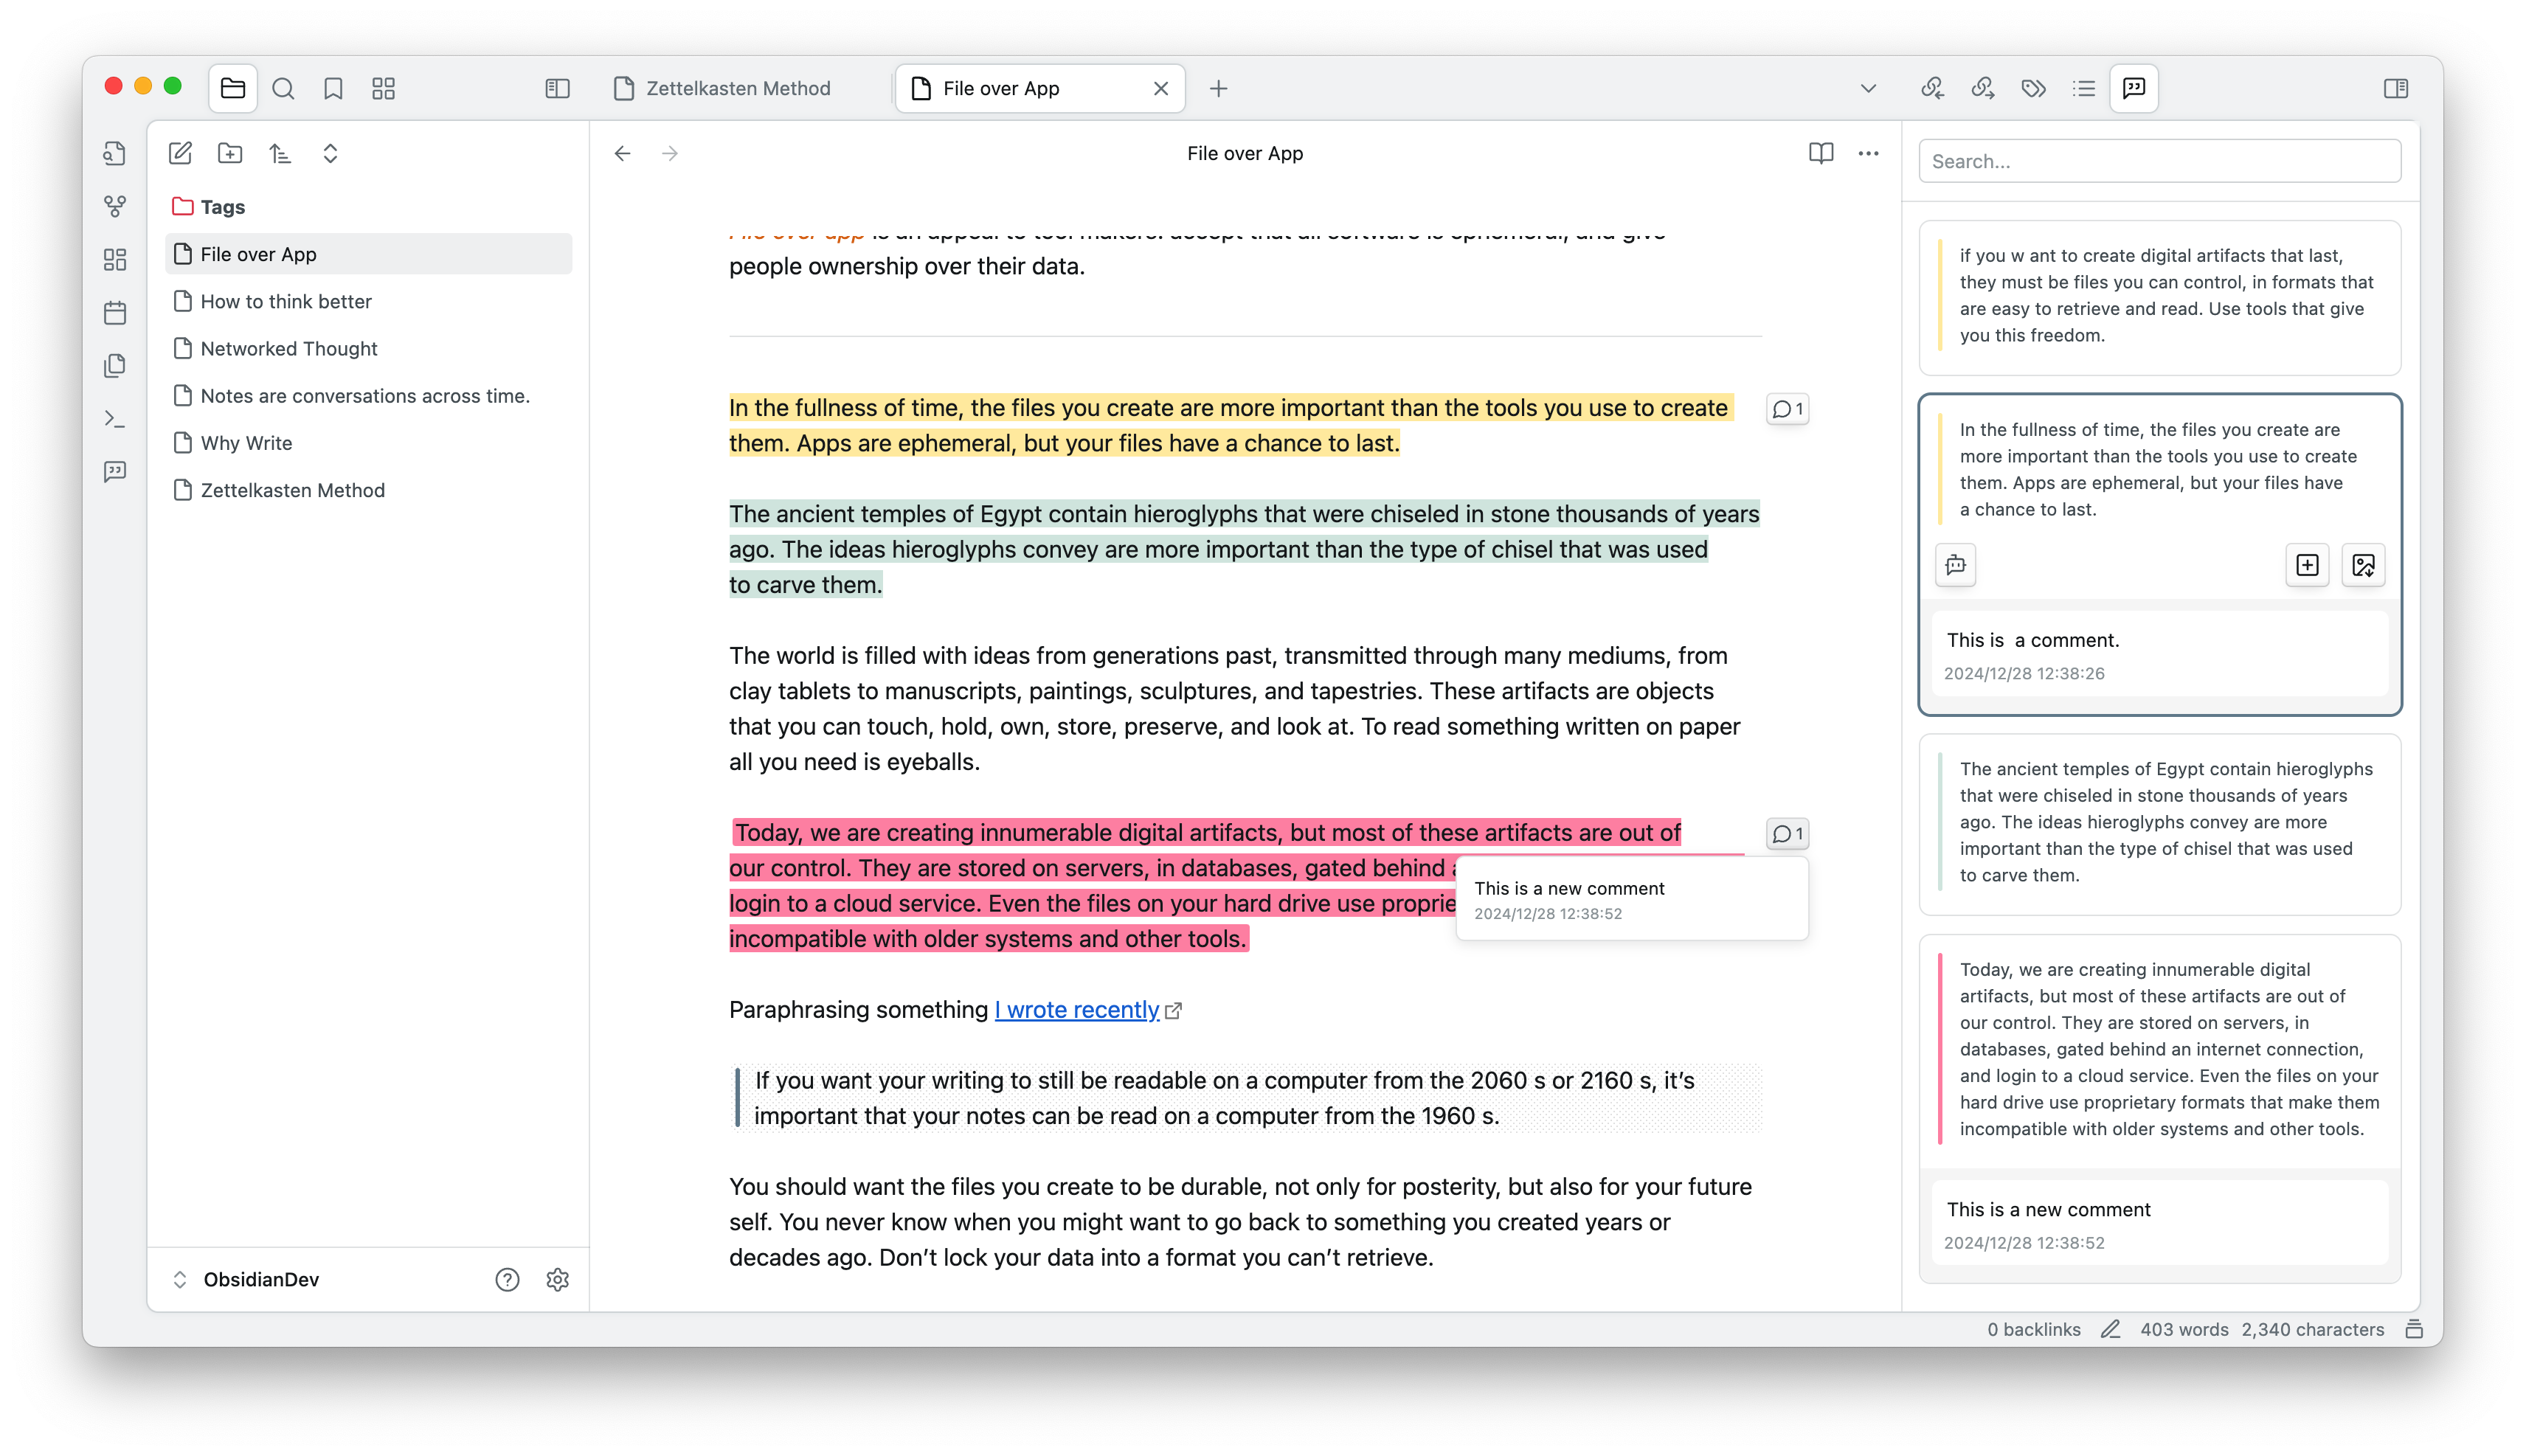 Zettelkasten Method
File over App
Tags
File over App
How to think better
Networked Thought
Notes are conversations across time.
Why Write
Zettelkasten Method
ObsidianDev
File over App
File over app is an appeal to tool makers: accept that all software is ephemeral, and give
people ownership over their data.
In the fullness of time, the files you create are more important than the tools you use to create
them. Apps are ephemeral, but your files have a chance to last.
1
The ancient temples of Egypt contain hieroglyphs that were chiseled in stone thousands of years
ago. The ideas hieroglyphs convey are more important than the type of chisel that was used
to carve them.
The world is filled with ideas from generations past, transmitted through many mediums, from
clay tablets to manuscripts, paintings, sculptures, and tapestries. These artifacts are objects
that you can touch, hold, own, store, preserve, and look at. To read something written on paper
all you need is eyeballs.
Today, we are creating innumerable digital artifacts, but most of these artifacts are out of
1
our control. They are stored on servers, in databases, gated behind
login to a cloud service. Even the files on your hard drive use proprie
incompatible with older systems and other tools.
This is a new comment
2024/12/28 12:38:52
Paraphrasing something I wrote recently
If you want your writing to still be readable on a computer from the 2060 s or 2160 s, it’s
important that your notes can be read on a computer from the 1960 s.
You should want the files you create to be durable, not only for posterity, but also for your future
self. You never know when you might want to go back to something you created years or
decades ago. Don’t lock your data into a format you can’t retrieve.
Search...
if you w ant to create digital artifacts that last,
they must be files you can control, in formats that
are easy to retrieve and read. Use tools that give
you this freedom.
In the fullness of time, the files you create are
more important than the tools you use to create
them. Apps are ephemeral, but your files have
a chance to last.
This is  a comment.
2024/12/28 12:38:26
The ancient temples of Egypt contain hieroglyphs
that were chiseled in stone thousands of years
ago. The ideas hieroglyphs convey are more
important than the type of chisel that was used
to carve them.
Today, we are creating innumerable digital
artifacts, but most of these artifacts are out of
our control. They are stored on servers, in
databases, gated behind an internet connection,
and login to a cloud service. Even the files on your
hard drive use proprietary formats that make them
incompatible with older systems and other tools.
This is a new comment
2024/12/28 12:38:52
0 backlinks
403 words
2,340 characters